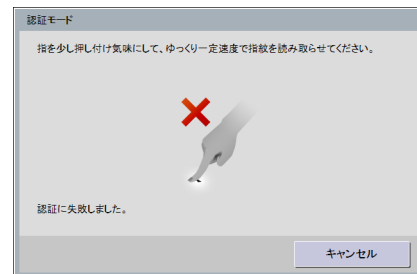 認証モード
指を少し押し付け気味にして、ゆっくり一定速度で指紋を読み取らせてください。
認証に失敗しました。
キャンセル